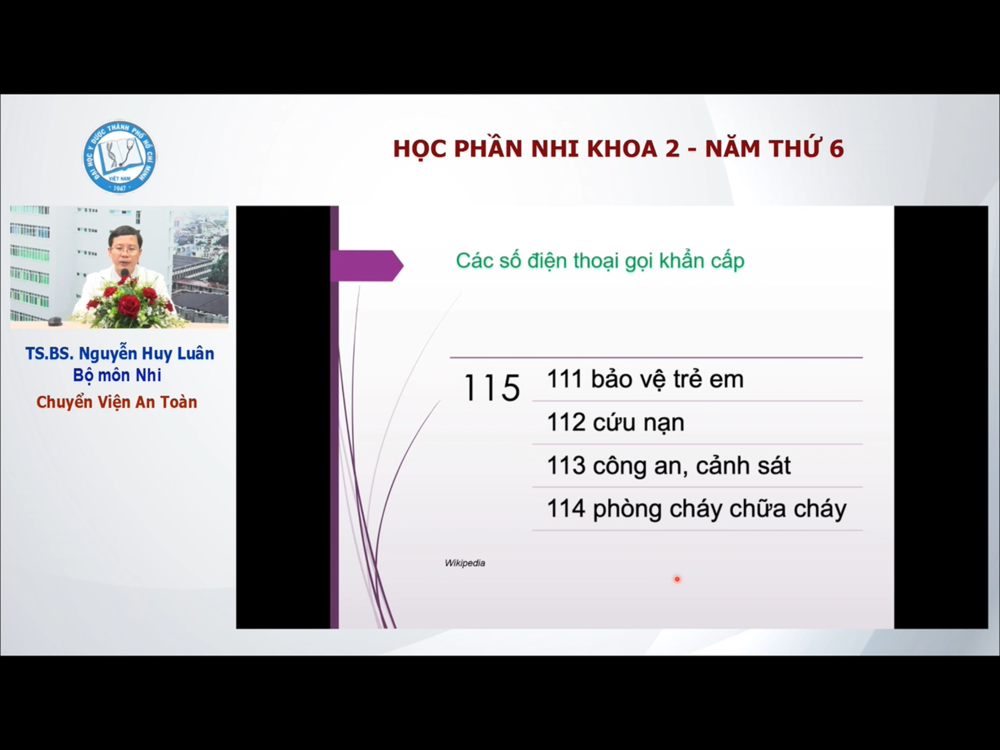 ĐẠI HỌC Y DƯỢC THÀNH PHỐ HỒ CHÍ MINH
VIỆT NAM
1947
HỌC PHẦN NHI KHOA 2 - NĂM THỨ 6
TS.BS. Nguyễn Huy Luân
Bộ môn Nhi
Chuyển Viện An Toàn
Các số điện thoại gọi khẩn cấp
115
111 bảo vệ trẻ em
112 cứu nạn
113 công an, cảnh sát
114 phòng cháy chữa cháy
Wikipedia